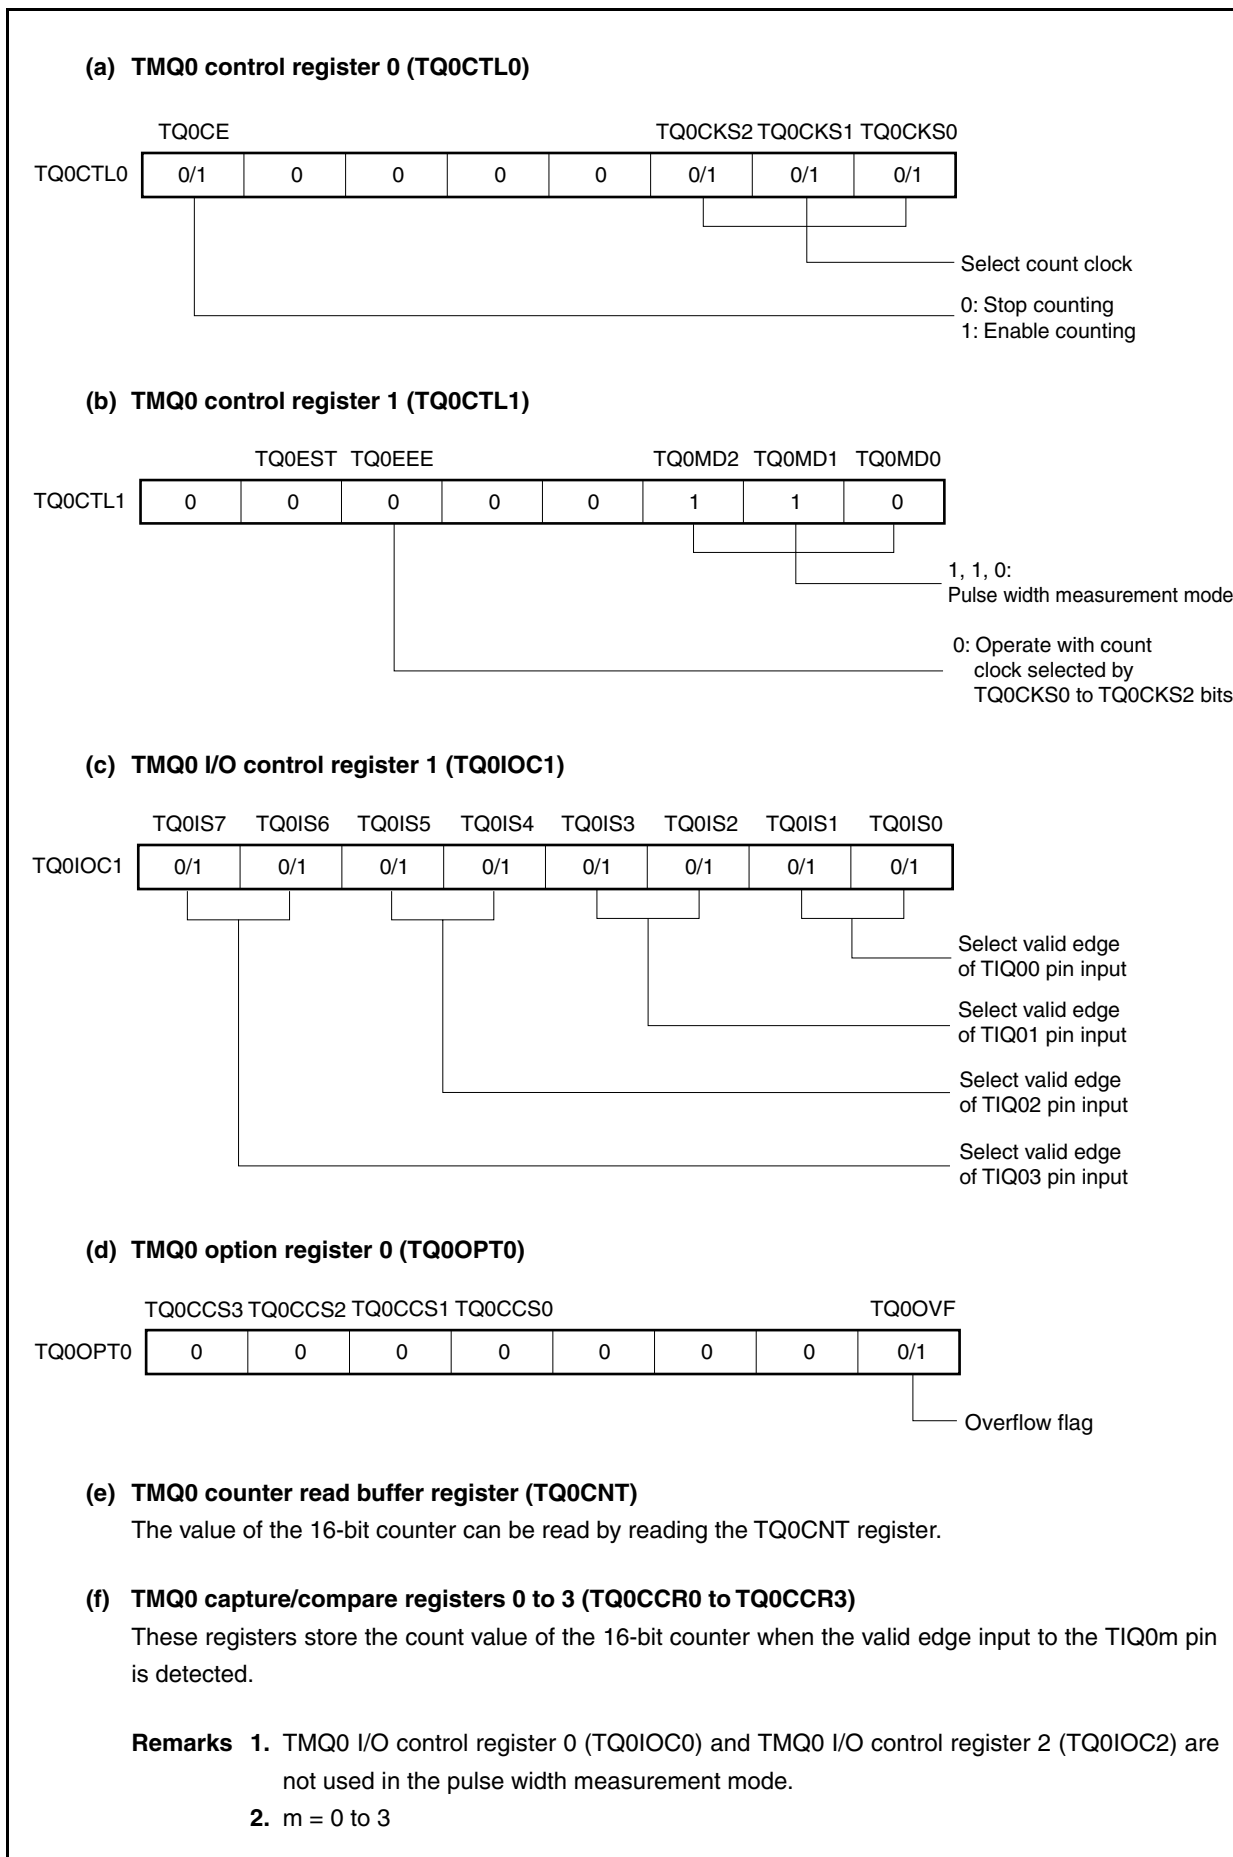 (a) TMQ0 control register 0 (TQ0CTL0)
TQ0CE TQ0CKS2 TQ0CKS1 TQ0CKS0
TQ0CTL0 0/1 0 0 0 0 0/1 0/1 0/1
Select count clock
0: Stop counting
1: Enable counting
(b) TMQ0 control register 1 (TQ0CTL1)
TQ0EST TQ0EEE TQ0MD2 TQ0MD1 TQ0MD0
TQ0CTL1 0 0 0 0 0 1 1 0
1, 1, 0:
Pulse width measurement mode
0: Operate with count
clock selected by
TQ0CKS0 to TQ0CKS2 bits
(c) TMQ0 I/O control register 1 (TQ0IOC1)
TQ0IS7 TQ0IS6 TQ0IS5 TQ0IS4 TQ0IS3 TQ0IS2 TQ0IS1 TQ0IS0
TQ0IOC1 0/1 0/1 0/1 0/1 0/1 0/1 0/1 0/1
Select valid edge
of TIQ00 pin input
Select valid edge
of TIQ01 pin input
Select valid edge
of TIQ02 pin input
Select valid edge
of TIQ03 pin input
(d) TMQ0 option register 0 (TQ0OPT0)
TQ0CCS3 TQ0CCS2 TQ0CCS1 TQ0CCS0 TQ0OVF
TQ0OPT0 0 0 0 0 0 0 0 0/1
Overflow flag
(e) TMQ0 counter read buffer register (TQ0CNT)
The value of the 16-bit counter can be read by reading the TQ0CNT register.
(f) TMQ0 capture/compare registers 0 to 3 (TQ0CCR0 to TQ0CCR3)
These registers store the count value of the 16-bit counter when the valid edge input to the TIQ0m pin
is detected.
Remarks 1. TMQ0 I/O control register 0 (TQ0IOC0) and TMQ0 I/O control register 2 (TQ0IOC2) are
not used in the pulse width measurement mode.
2. m = 0 to 3